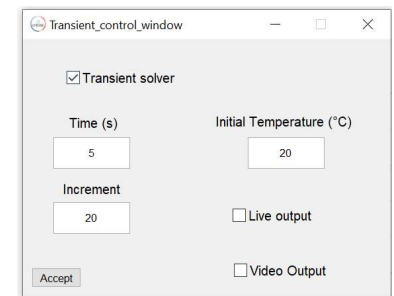 Transient_control_window
Transient solver
Time (s)
Initial Temperature (°C)
5
20
Increment
20
Live output
Video Output
Accept